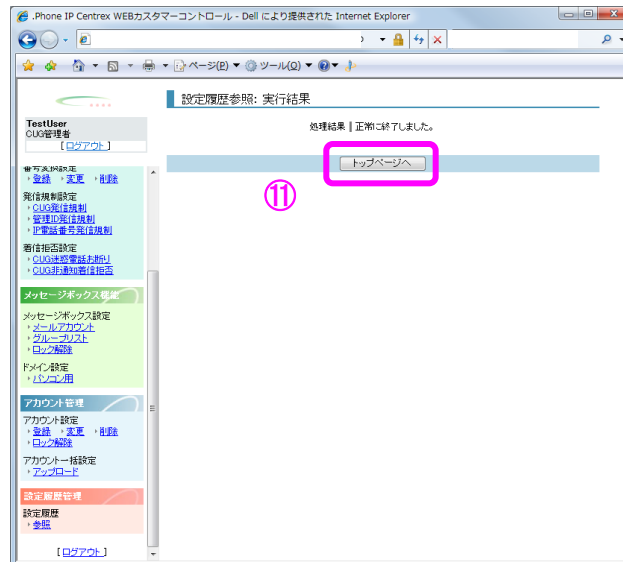 .Phone IP Centrex WEBカスタマーコントロール - Dell により提供された Internet Explorer
ページ(P) ツール(O)
設定履歴参照: 実行結果
TestUser
CUG管理者
[ログアウト]
処理結果 正常に終了しました。
トップページへ
⑪
番号変換設定
登録 変更 削除
発信規制設定
CUG発信規制
管理ID発信規制
IP電話番号発信規制
着信拒否設定
CUG迷惑電話お断り
CUG非通知着信拒否
メッセージボックス機能
メッセージボックス設定
メールアカウント
グループリスト
ロック解除
ドメイン設定
パソコン用
アカウント管理
アカウント設定
登録 変更 削除
ロック解除
アカウント一括設定
アップロード
設定履歴管理
設定履歴
参照
[ログアウト]